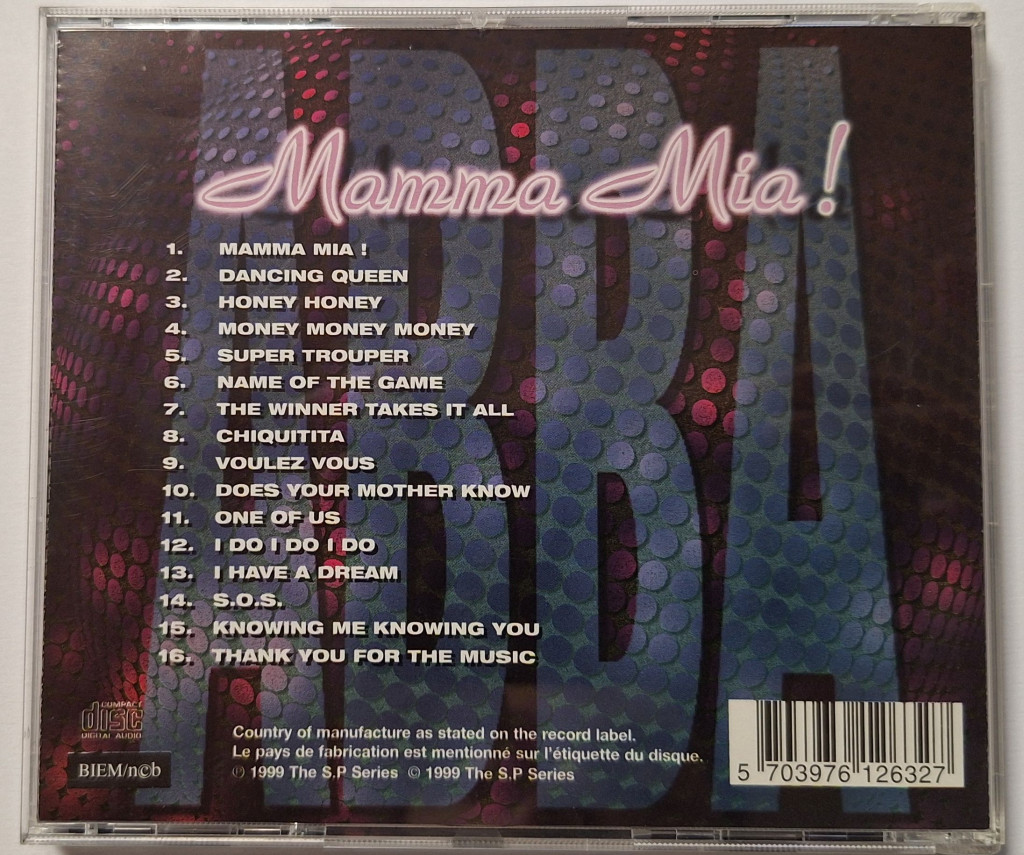 ABBA
Mamma Mia!
1. MAMMA MIA !
2. DANCING QUEEN
3. HONEY HONEY
4. MONEY MONEY MONEY
5. SUPER TROUPER
6. NAME OF THE GAME
7. THE WINNER TAKES IT ALL
8. CHIQUITITA
9. VOULEZ VOUS
10. DOES YOUR MOTHER KNOW
11. ONE OF US
12. I DO I DO I DO
13. I HAVE A DREAM
14. S.O.S.
15. KNOWING ME KNOWING YOU
16. THANK YOU FOR THE MUSIC
COMPACT
disc
DIGITAL AUDIO
BIEM/n©b
Country of manufacture as stated on the record label.
Le pays de fabrication est mentionné sur l'étiquette du disque.
℗ 1999 The S.P Series © 1999 The S.P Series
5 703976 126327